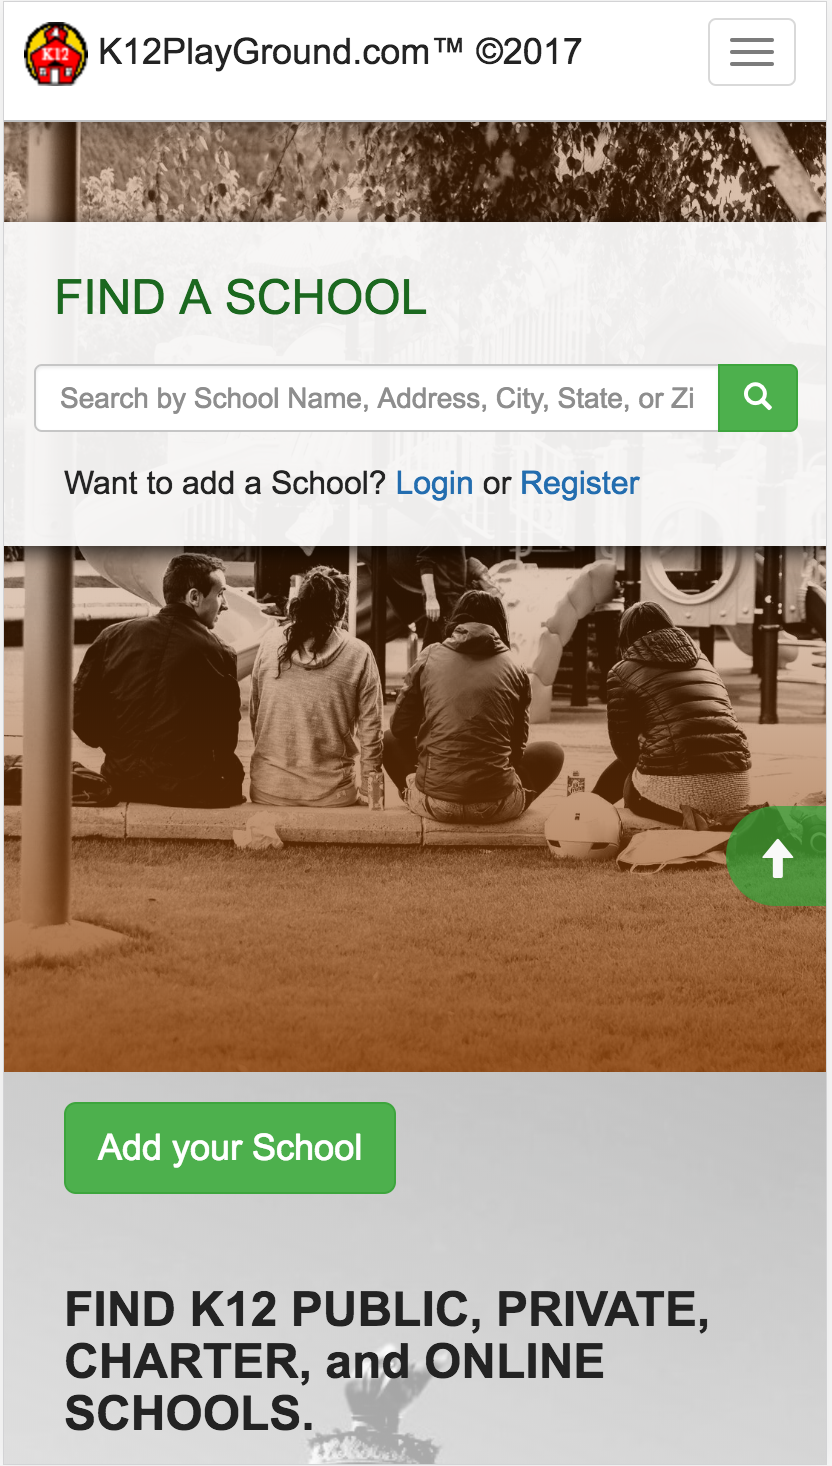 K12
K12PlayGround.com™ ©2017
FIND A SCHOOL
Search by School Name, Address, City, State, or Zi
Want to add a School? Login or Register
Add your School
FIND K12 PUBLIC, PRIVATE,
CHARTER, and ONLINE
SCHOOLS.